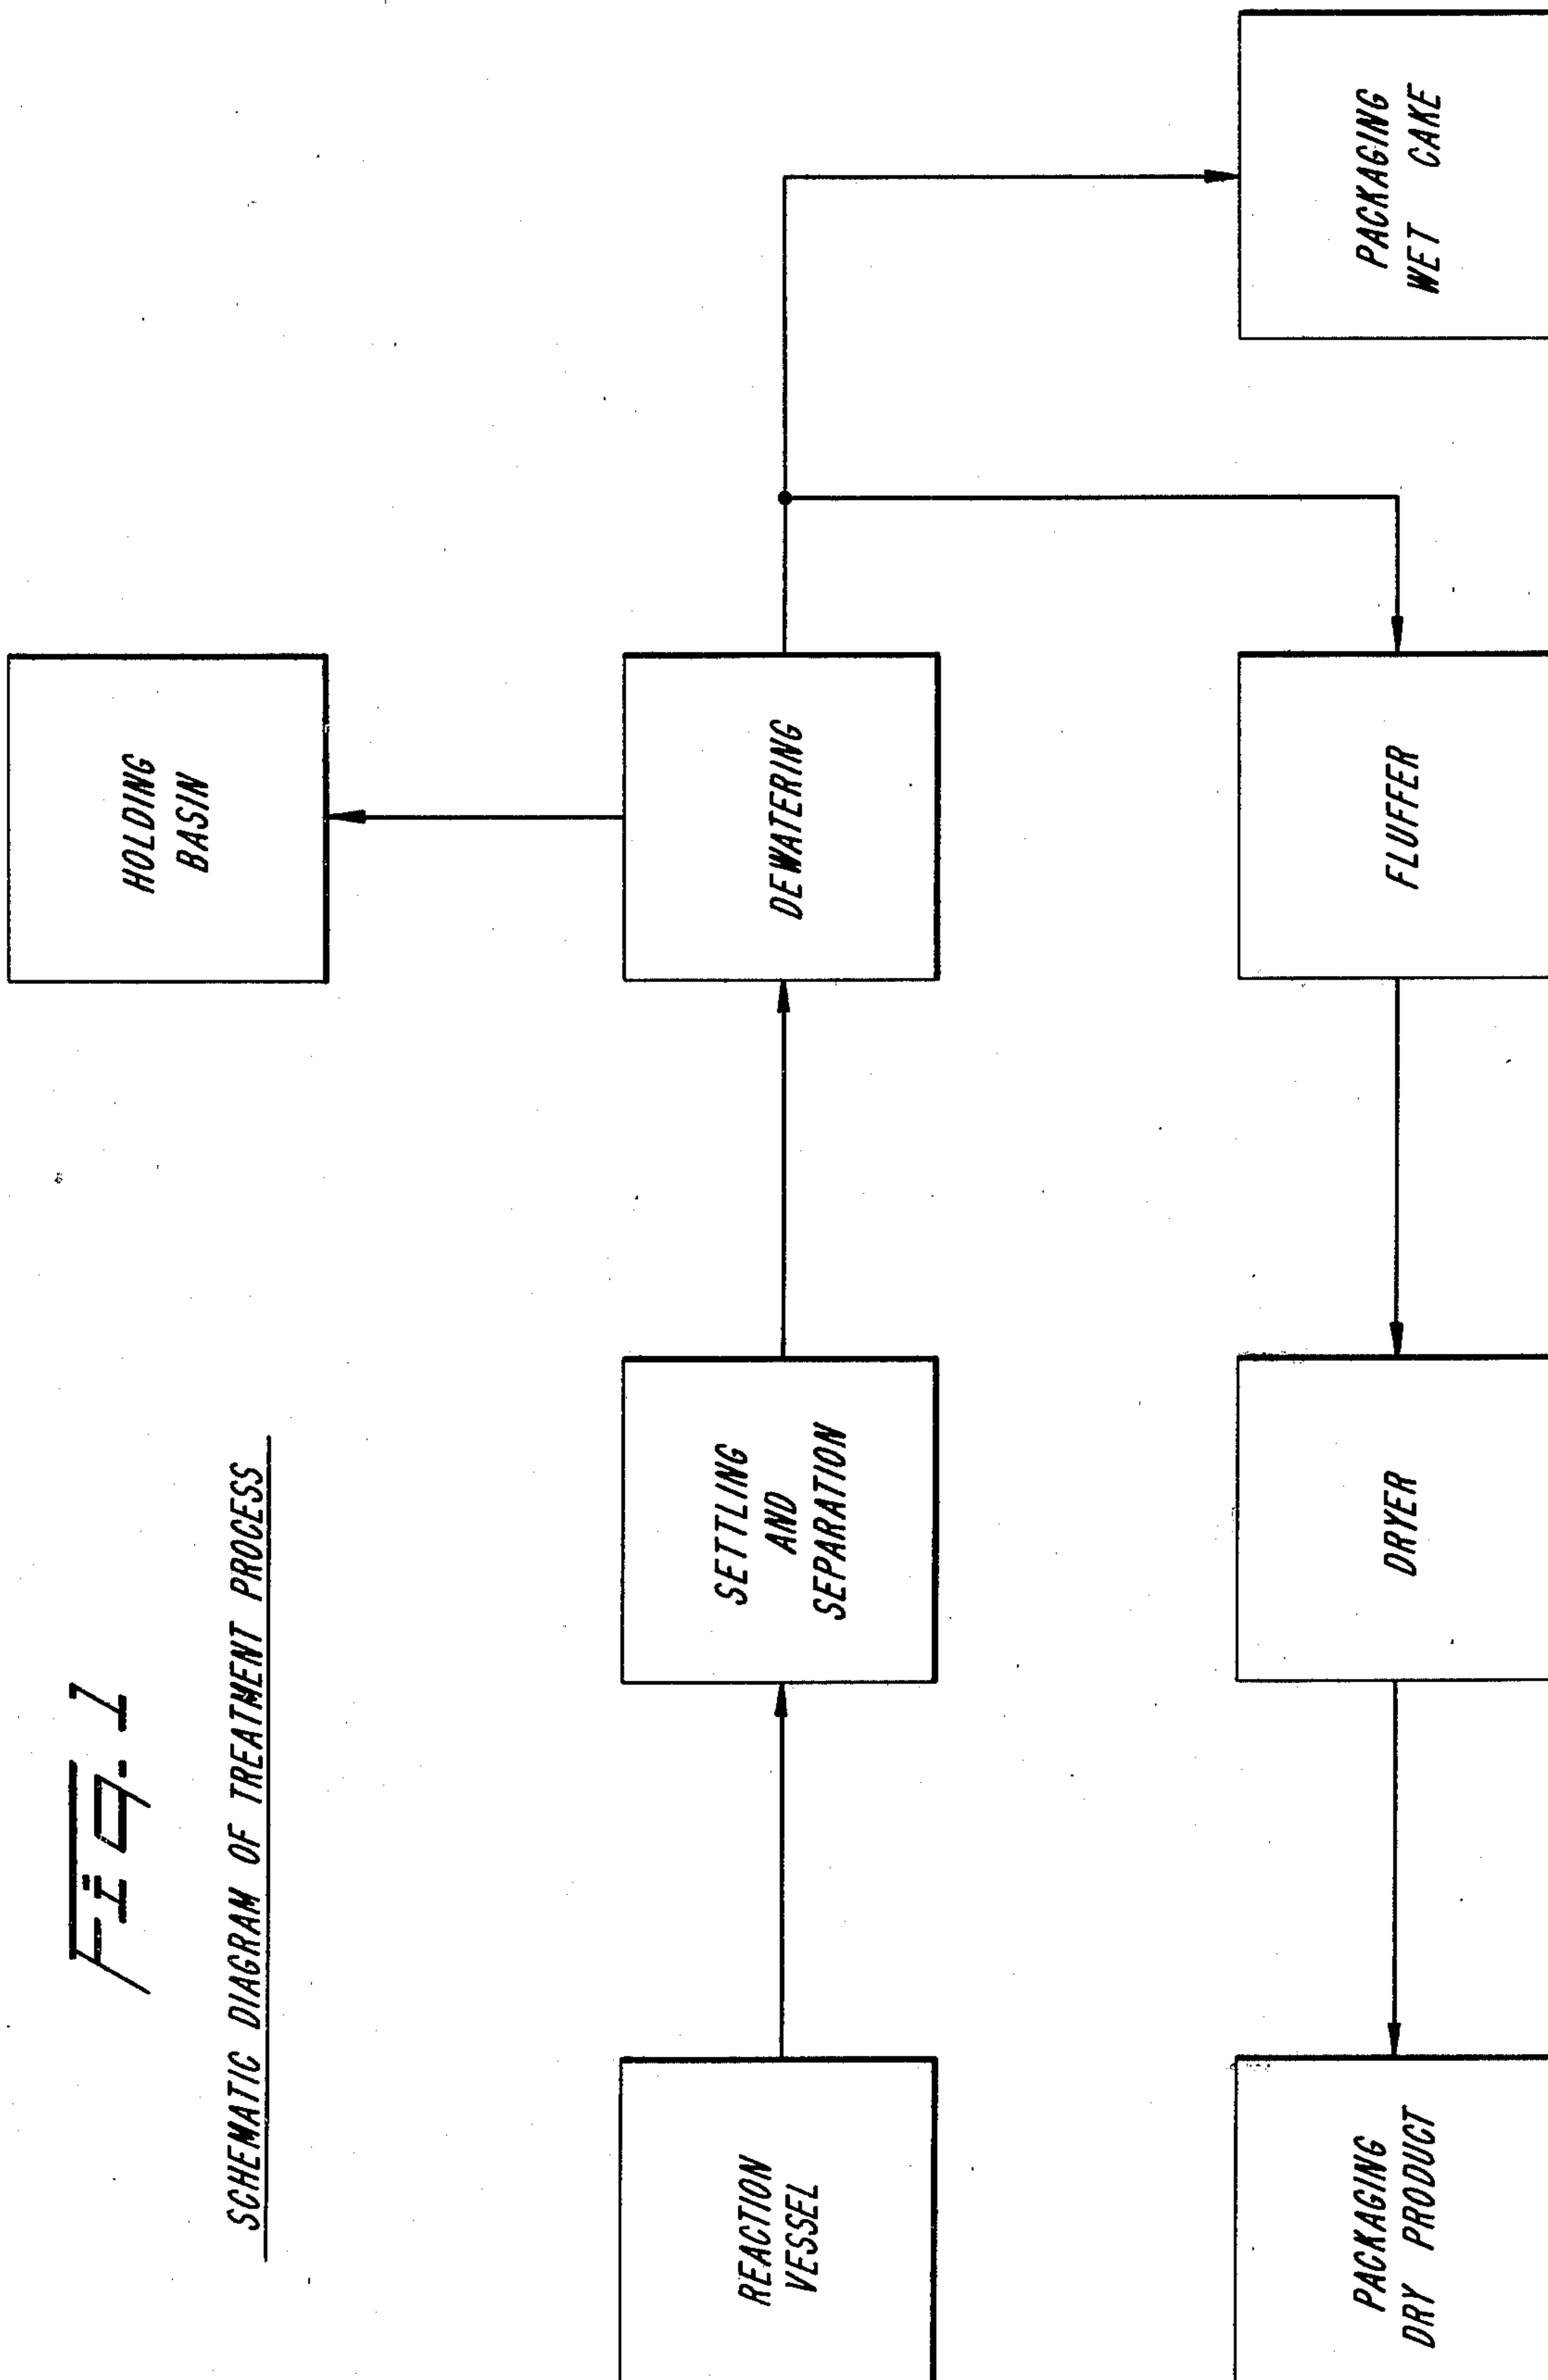 Fig. 1
SCHEMATIC DIAGRAM OF TREATMENT PROCESS
HOLDING
BASIN
REACTION
VESSEL
SETTLING
AND
SEPARATION
DEWATERING
PACKAGING
DRY PRODUCT
DRYER
FLUFFER
PACKAGING
WET CAKE